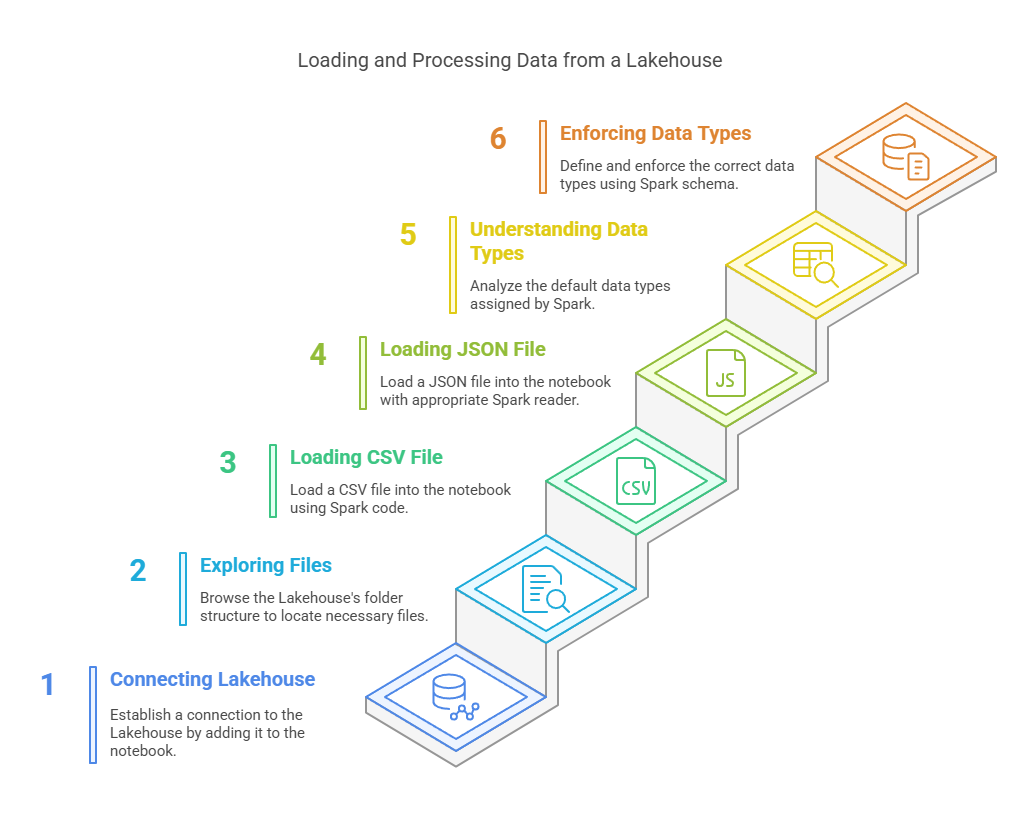 Loading and Processing Data from a Lakehouse
6
Enforcing Data Types
Define and enforce the correct data
types using Spark schema.
5
Understanding Data
Types
Analyze the default data types
assigned by Spark.
4
Loading JSON File
Load a JSON file into the notebook
with appropriate Spark reader.
JS
3
Loading CSV File
Load a CSV file into the notebook
using Spark code.
CSV
2
Exploring Files
Browse the Lakehouse's folder
structure to locate necessary files.
1
Connecting Lakehouse
Establish a connection to the
Lakehouse by adding it to the
notebook.